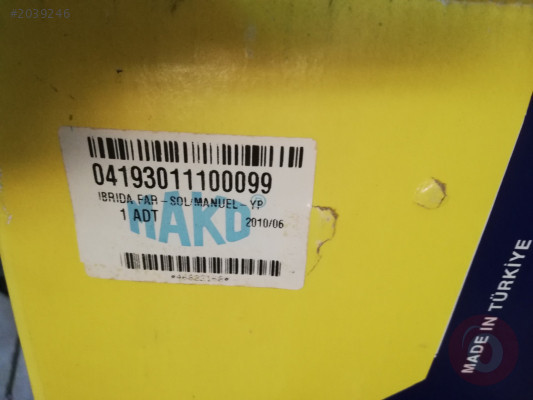 #2039246
04193011100099
IBRIDA FAR-SOL/MANUEL-YP
MAKO
1 ADT
2010/06
MADE IN TÜRKİYE